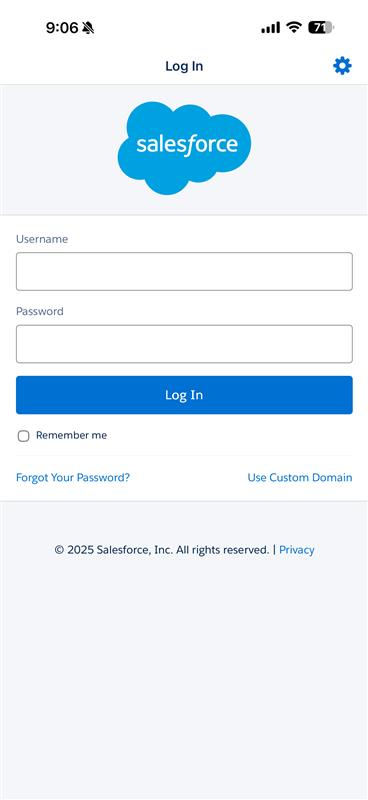 9:06
71
Log In
salesforce
Username
Password
Log In
Remember me
Forgot Your Password?
Use Custom Domain
© 2025 Salesforce, Inc. All rights reserved. | Privacy